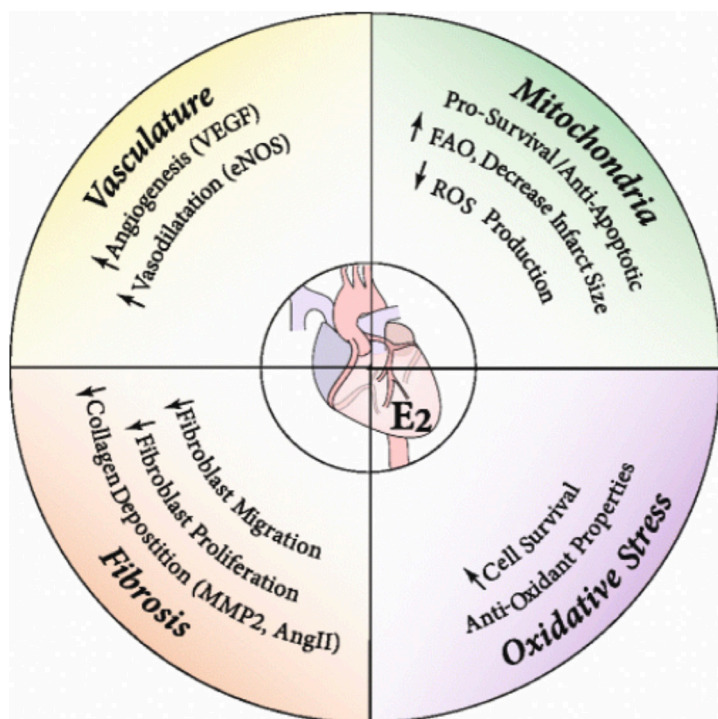 Vasculature
↑Angiogenesis (VEGF)
↑Vasodilatation (eNOS)
Mitochondria
Pro-Survival/Anti-Apoptotic
↑ FAO, Decrease Infarct Size
↓ ROS Production
E2
↓Fibroblast Migration
↓Fibroblast Proliferation
↓Collagen Depostition (MMP2, AngII)
Fibrosis
↑Cell Survival
Anti-Oxidant Properties
Oxidative Stress